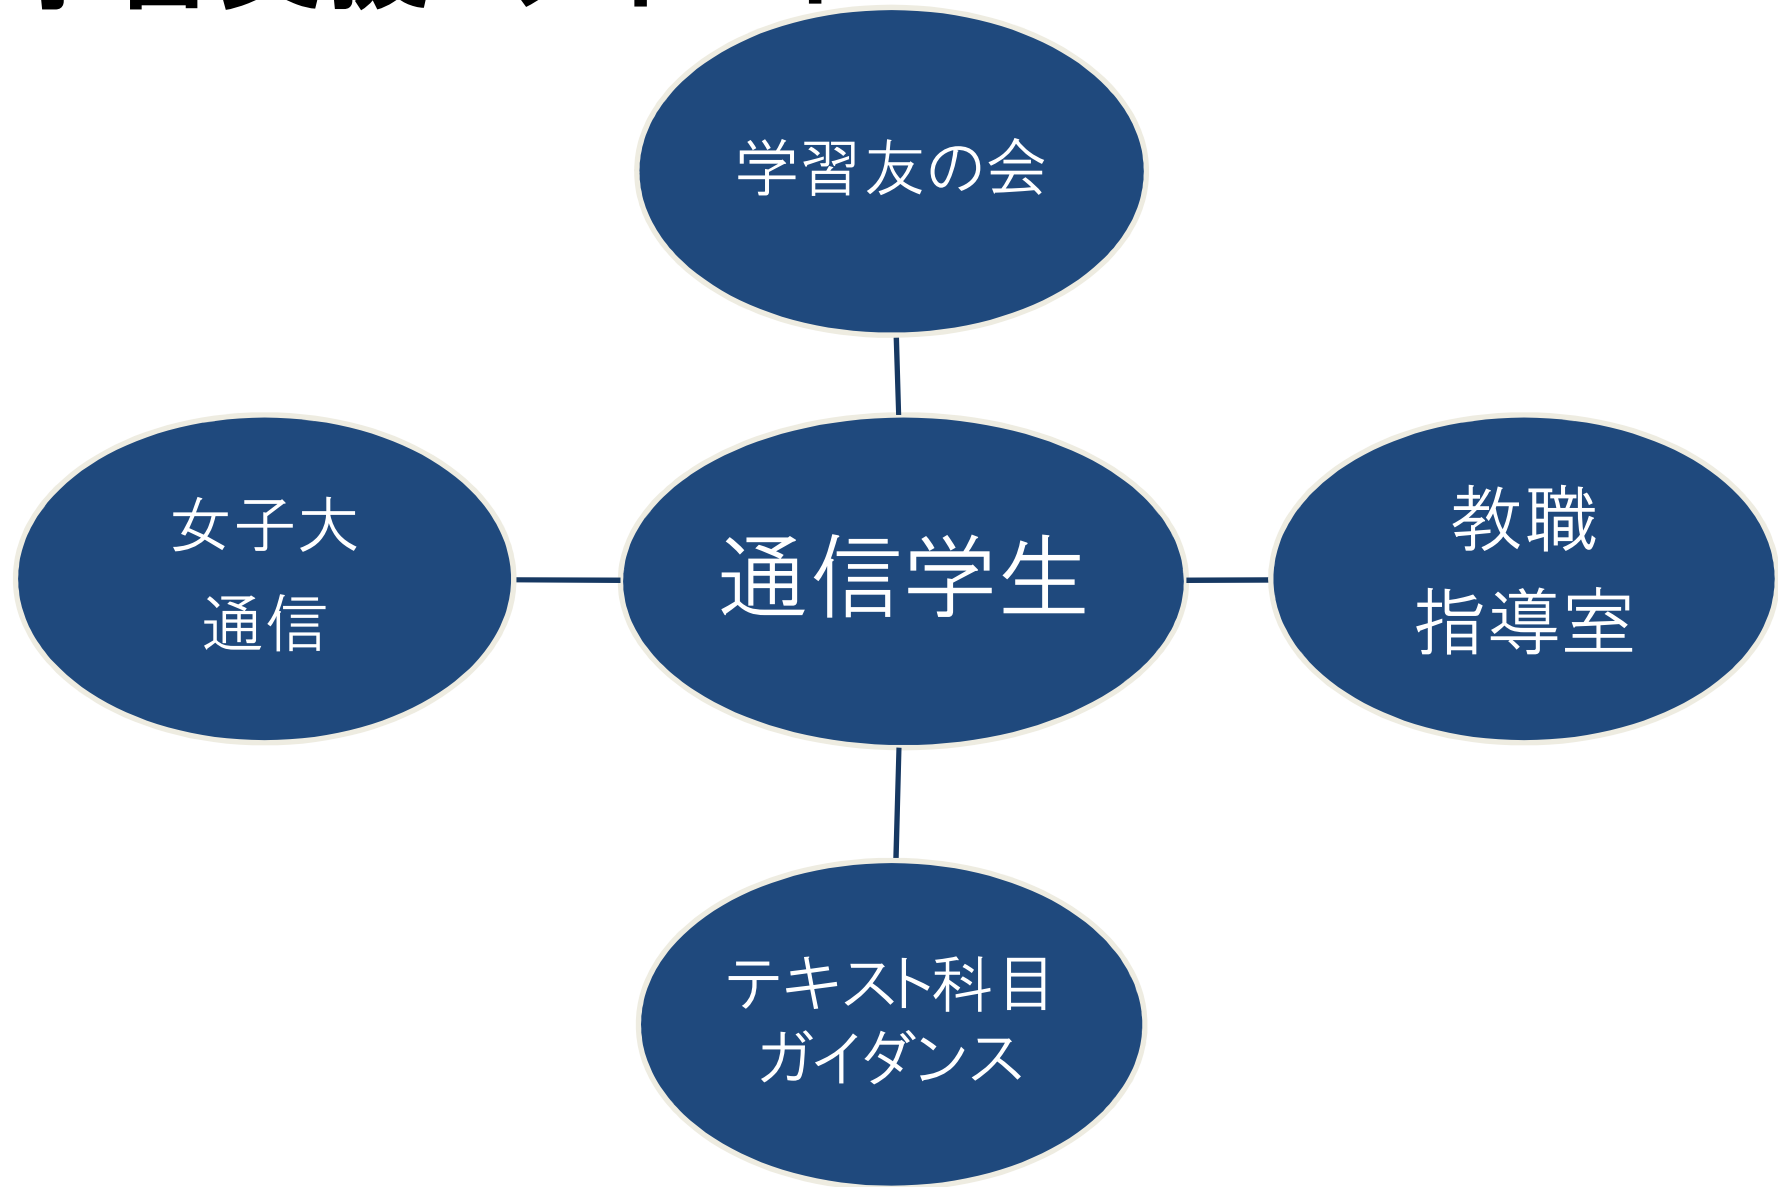 学習友の会
女子大
通信
通信学生
教職
指導室
テキスト科目
ガイダンス